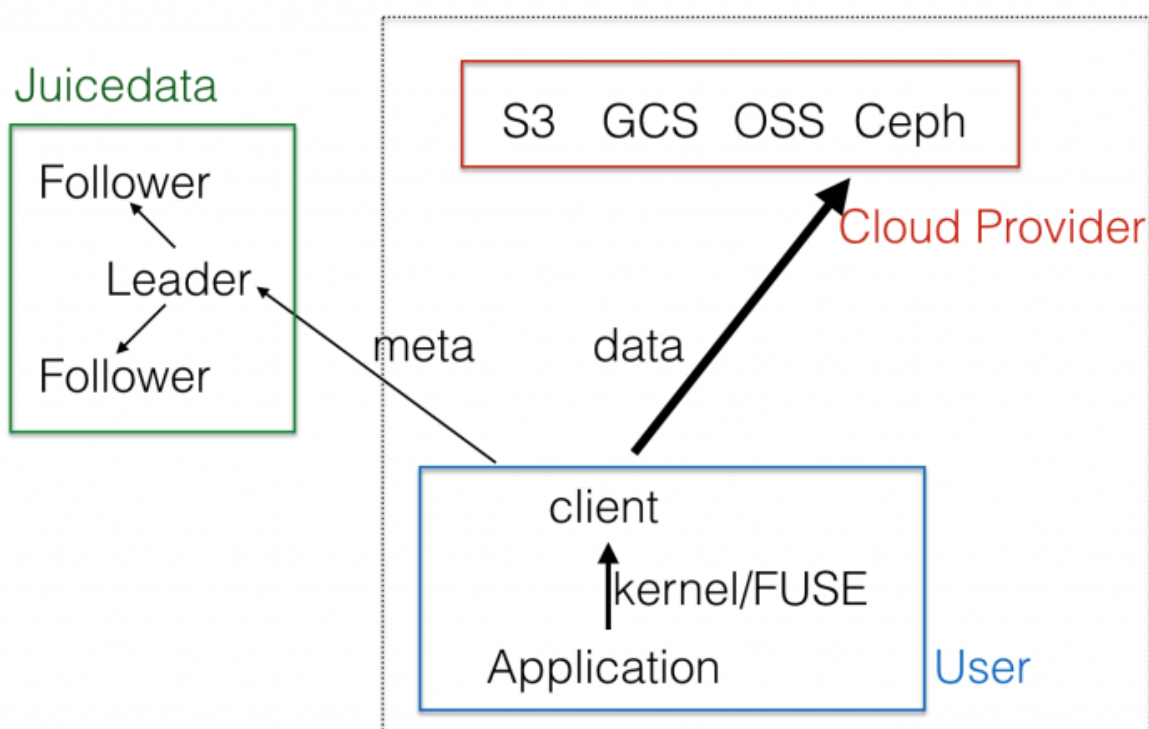 Juicedata
Follower
Leader
Follower
S3 GCS OSS Ceph
Cloud Provider
meta
data
client
kernel/FUSE
Application
User